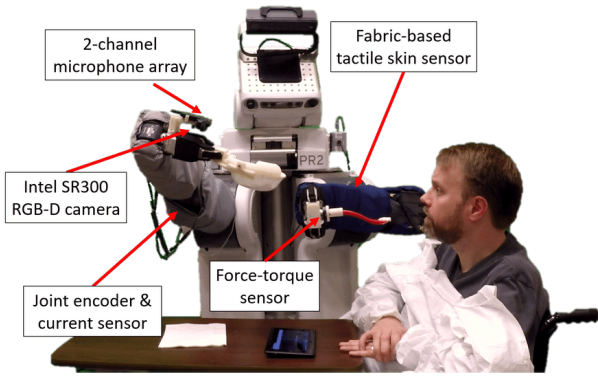 2-channel
microphone array
Fabric-based
tactile skin sensor
PR2
Intel SR300
RGB-D camera
Force-torque
sensor
Joint encoder &
current sensor